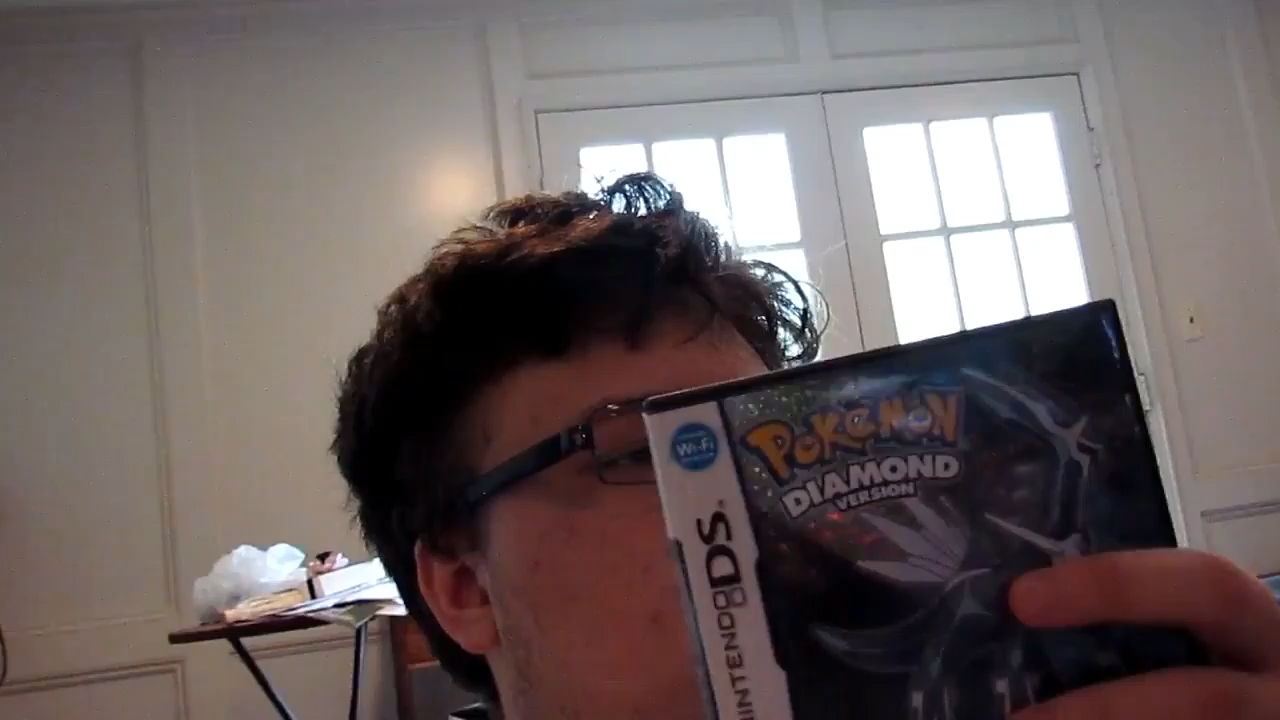 Wi-Fi
NINTENDO DS
POKéMON
DIAMOND
VERSION